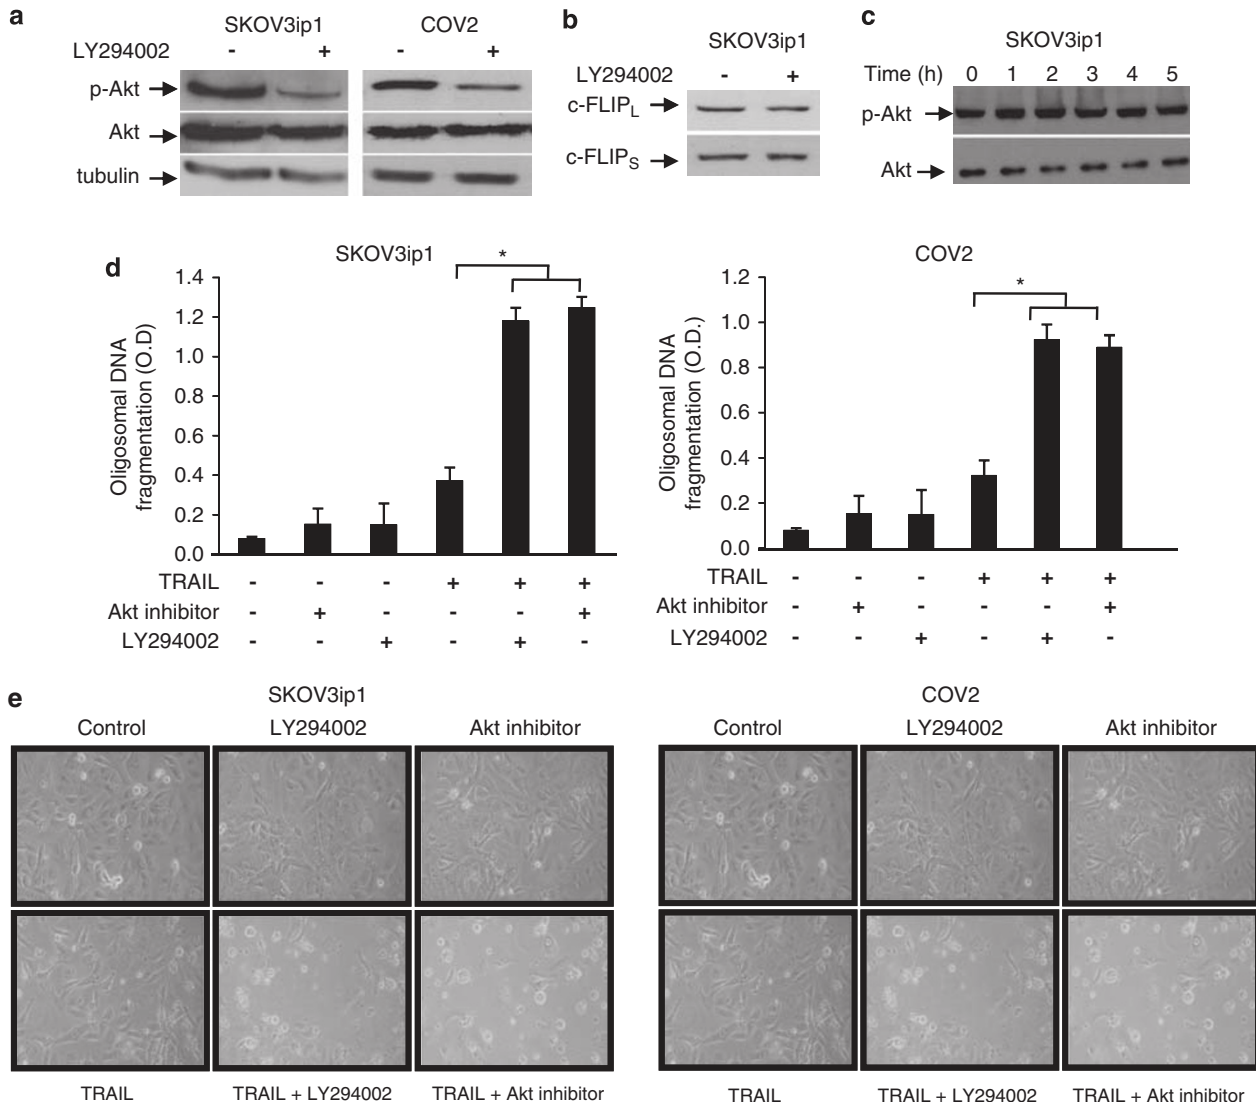 a
SKOV3ip1 COV2
LY294002 - + - +
p-Akt
Akt
tubulin
b
SKOV3ip1
LY294002 - +
c-FLIPL
c-FLIPS
c
SKOV3ip1
Time (h) 0 1 2 3 4 5
p-Akt
Akt
d
SKOV3ip1
Oligosomal DNA
fragmentation (O.D)
1.4
1.2
1.0
0.8
0.6
0.4
0.2
0.0
*
TRAIL - - - + + +
Akt inhibitor - + - - - +
LY294002 - - + - + -
COV2
Oligosomal DNA
fragmentation (O.D.)
1.2
1.0
0.8
0.6
0.4
0.2
0.0
*
TRAIL - - - + + +
Akt inhibitor - + - - - +
LY294002 - - + - + -
e
SKOV3ip1
Control LY294002 Akt inhibitor
TRAIL TRAIL + LY294002 TRAIL + Akt inhibitor
COV2
Control LY294002 Akt inhibitor
TRAIL TRAIL + LY294002 TRAIL + Akt inhibitor